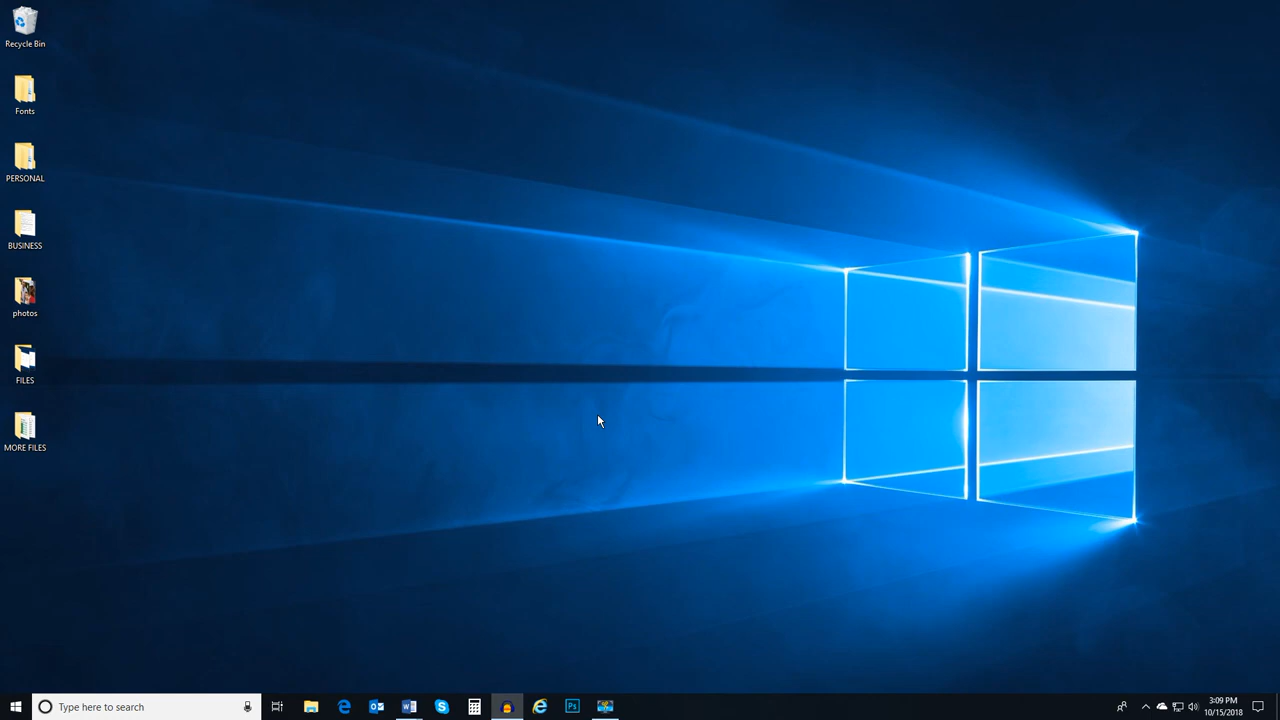 Recycle Bin
Fonts
PERSONAL
BUSINESS
photos
FILES
MORE FILES
Type here to search
Ps
3:09 PM
10/15/2018